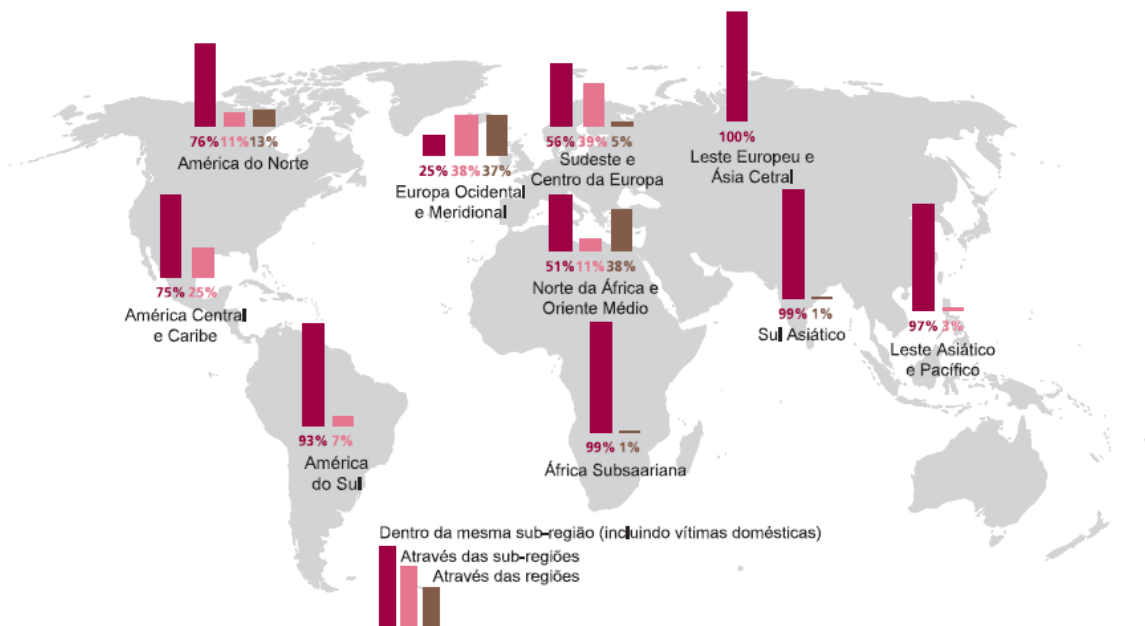 76% 11% 13%
América do Norte
25% 38% 37%
Europa Ocidental
e Meridional
56% 39% 5%
Sudeste e
Centro da Europa
100%
Leste Europeu e
Ásia Cetral
75% 25%
América Central
e Caribe
51% 11% 38%
Norte da África e
Oriente Médio
99% 1%
Sul Asiático
97% 3%
Leste Asiático
e Pacífico
93% 7%
América
do Sul
99% 1%
África Subsaariana
Dentro da mesma sub-região (incluindo vítimas domésticas)
Através das sub-regiões
Através das regiões